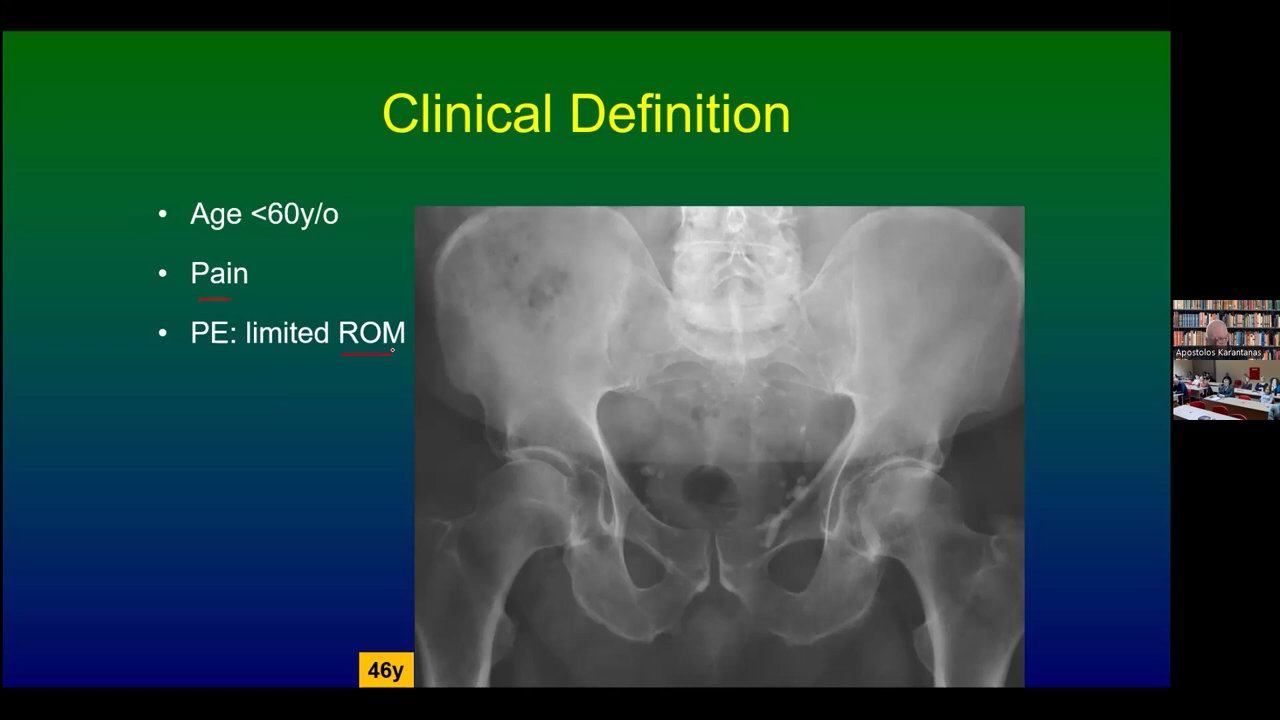 Clinical Definition
• Age <60y/o
• Pain
• PE: limited ROM
46y
Apostolos Karantanas